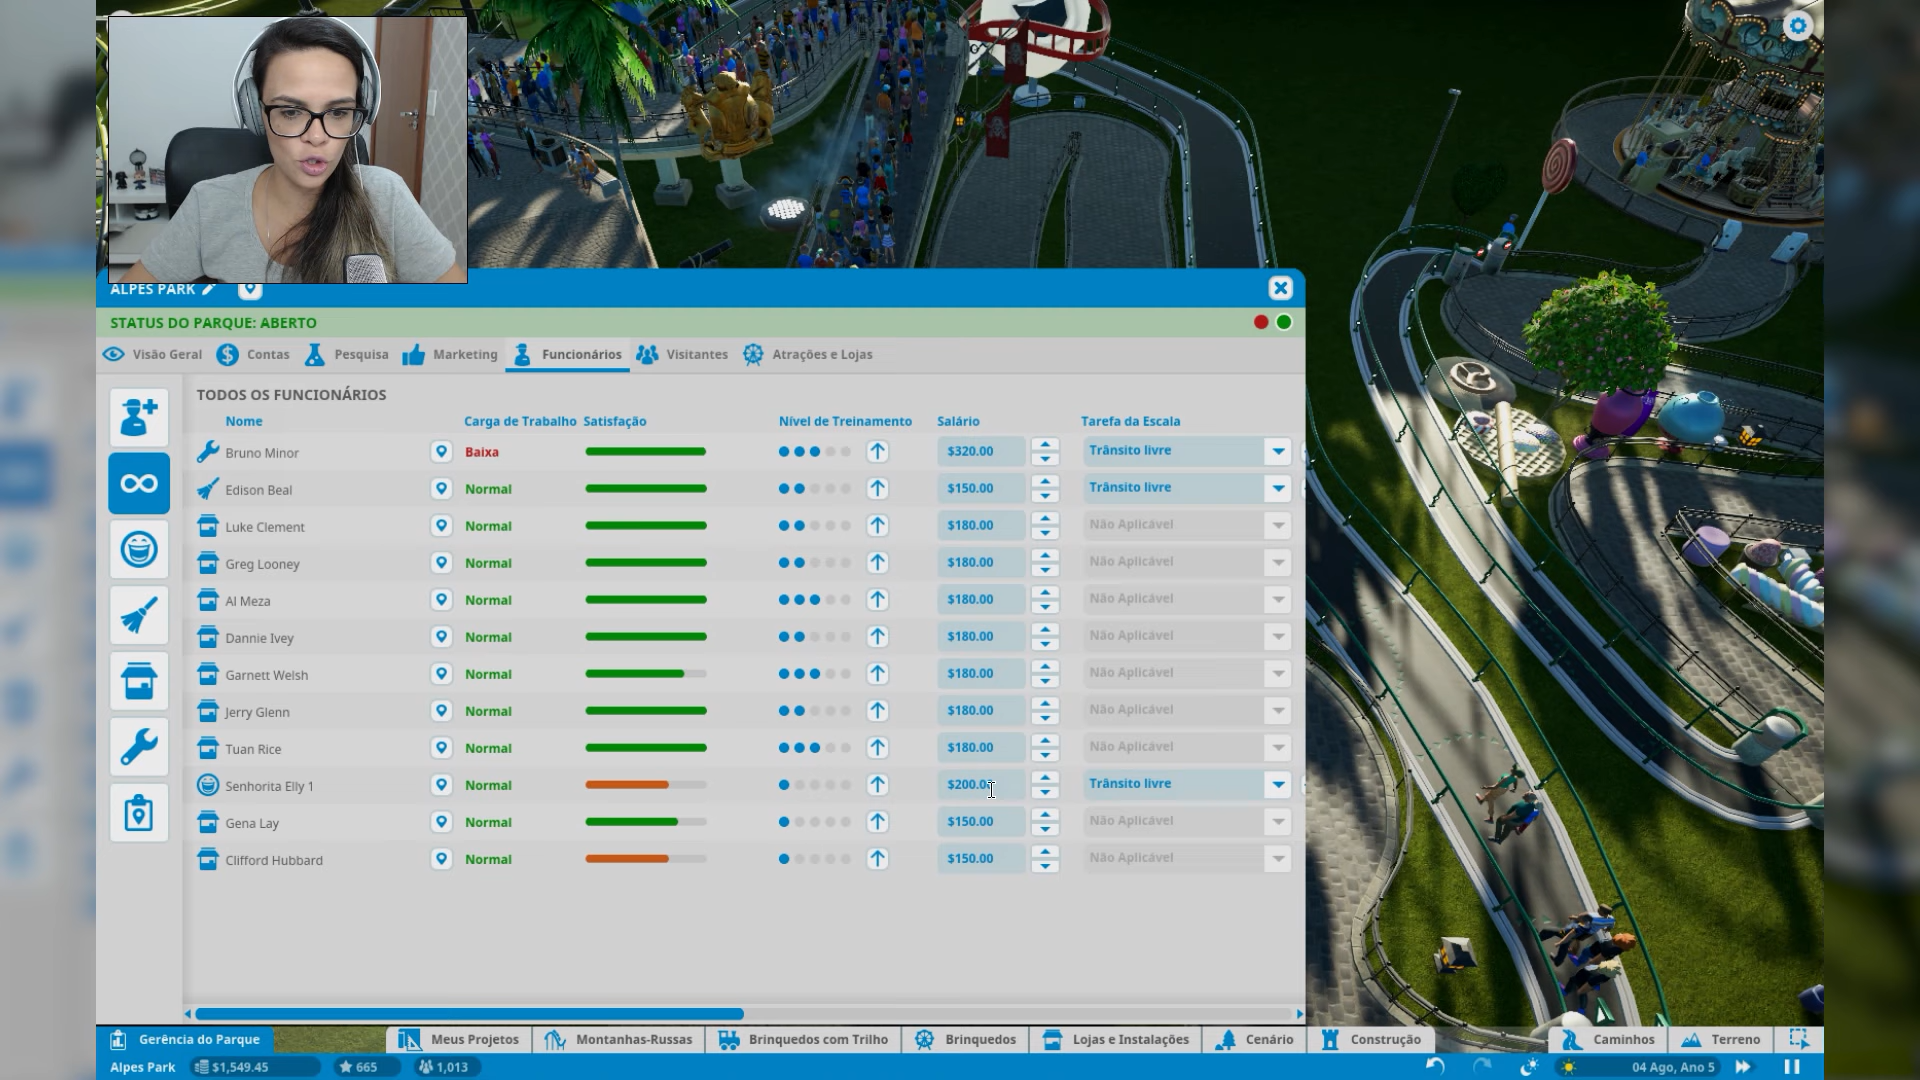 ALPES PARK
STATUS DO PARQUE: ABERTO
Visão Geral Contas Pesquisa Marketing Funcionários Visitantes Atrações e Lojas
TODOS OS FUNCIONÁRIOS
Nome Carga de Trabalho Satisfação Nível de Treinamento Salário Tarefa da Escala
Bruno Minor Baixa $320.00 Trânsito livre
Edison Beal Normal $150.00 Trânsito livre
Luke Clement Normal $180.00 Não Aplicável
Greg Looney Normal $180.00 Não Aplicável
Al Meza Normal $180.00 Não Aplicável
Dannie Ivey Normal $180.00 Não Aplicável
Garnett Welsh Normal $180.00 Não Aplicável
Jerry Glenn Normal $180.00 Não Aplicável
Tuan Rice Normal $180.00 Não Aplicável
Senhorita Elly 1 Normal $200.00 Trânsito livre
Gena Lay Normal $150.00 Não Aplicável
Clifford Hubbard Normal $150.00 Não Aplicável
Gerência do Parque Meus Projetos Montanhas-Russas Brinquedos com Trilho Brinquedos Lojas e Instalações Cenário Construção Caminhos Terreno
Alpes Park $1,549.45 665 1,013 04 Ago, Ano 5